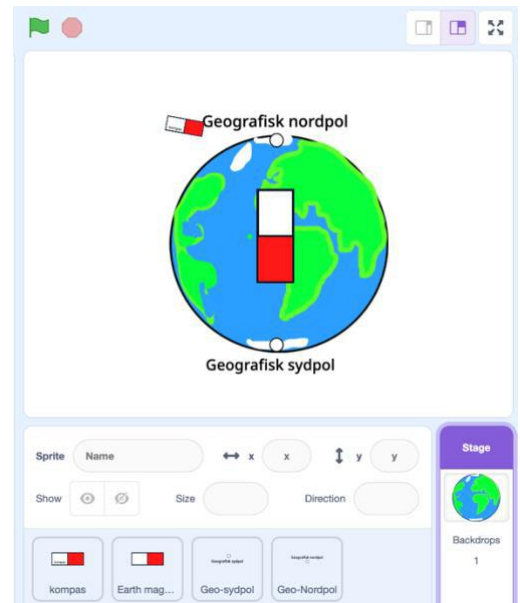 Geografisk nordpol
kompas
Geografisk sydpol
Sprite Name x x y y
Show Size Direction
Stage
Backdrops
1
kompas Earth mag... Geo-sydpol Geo-Nordpol